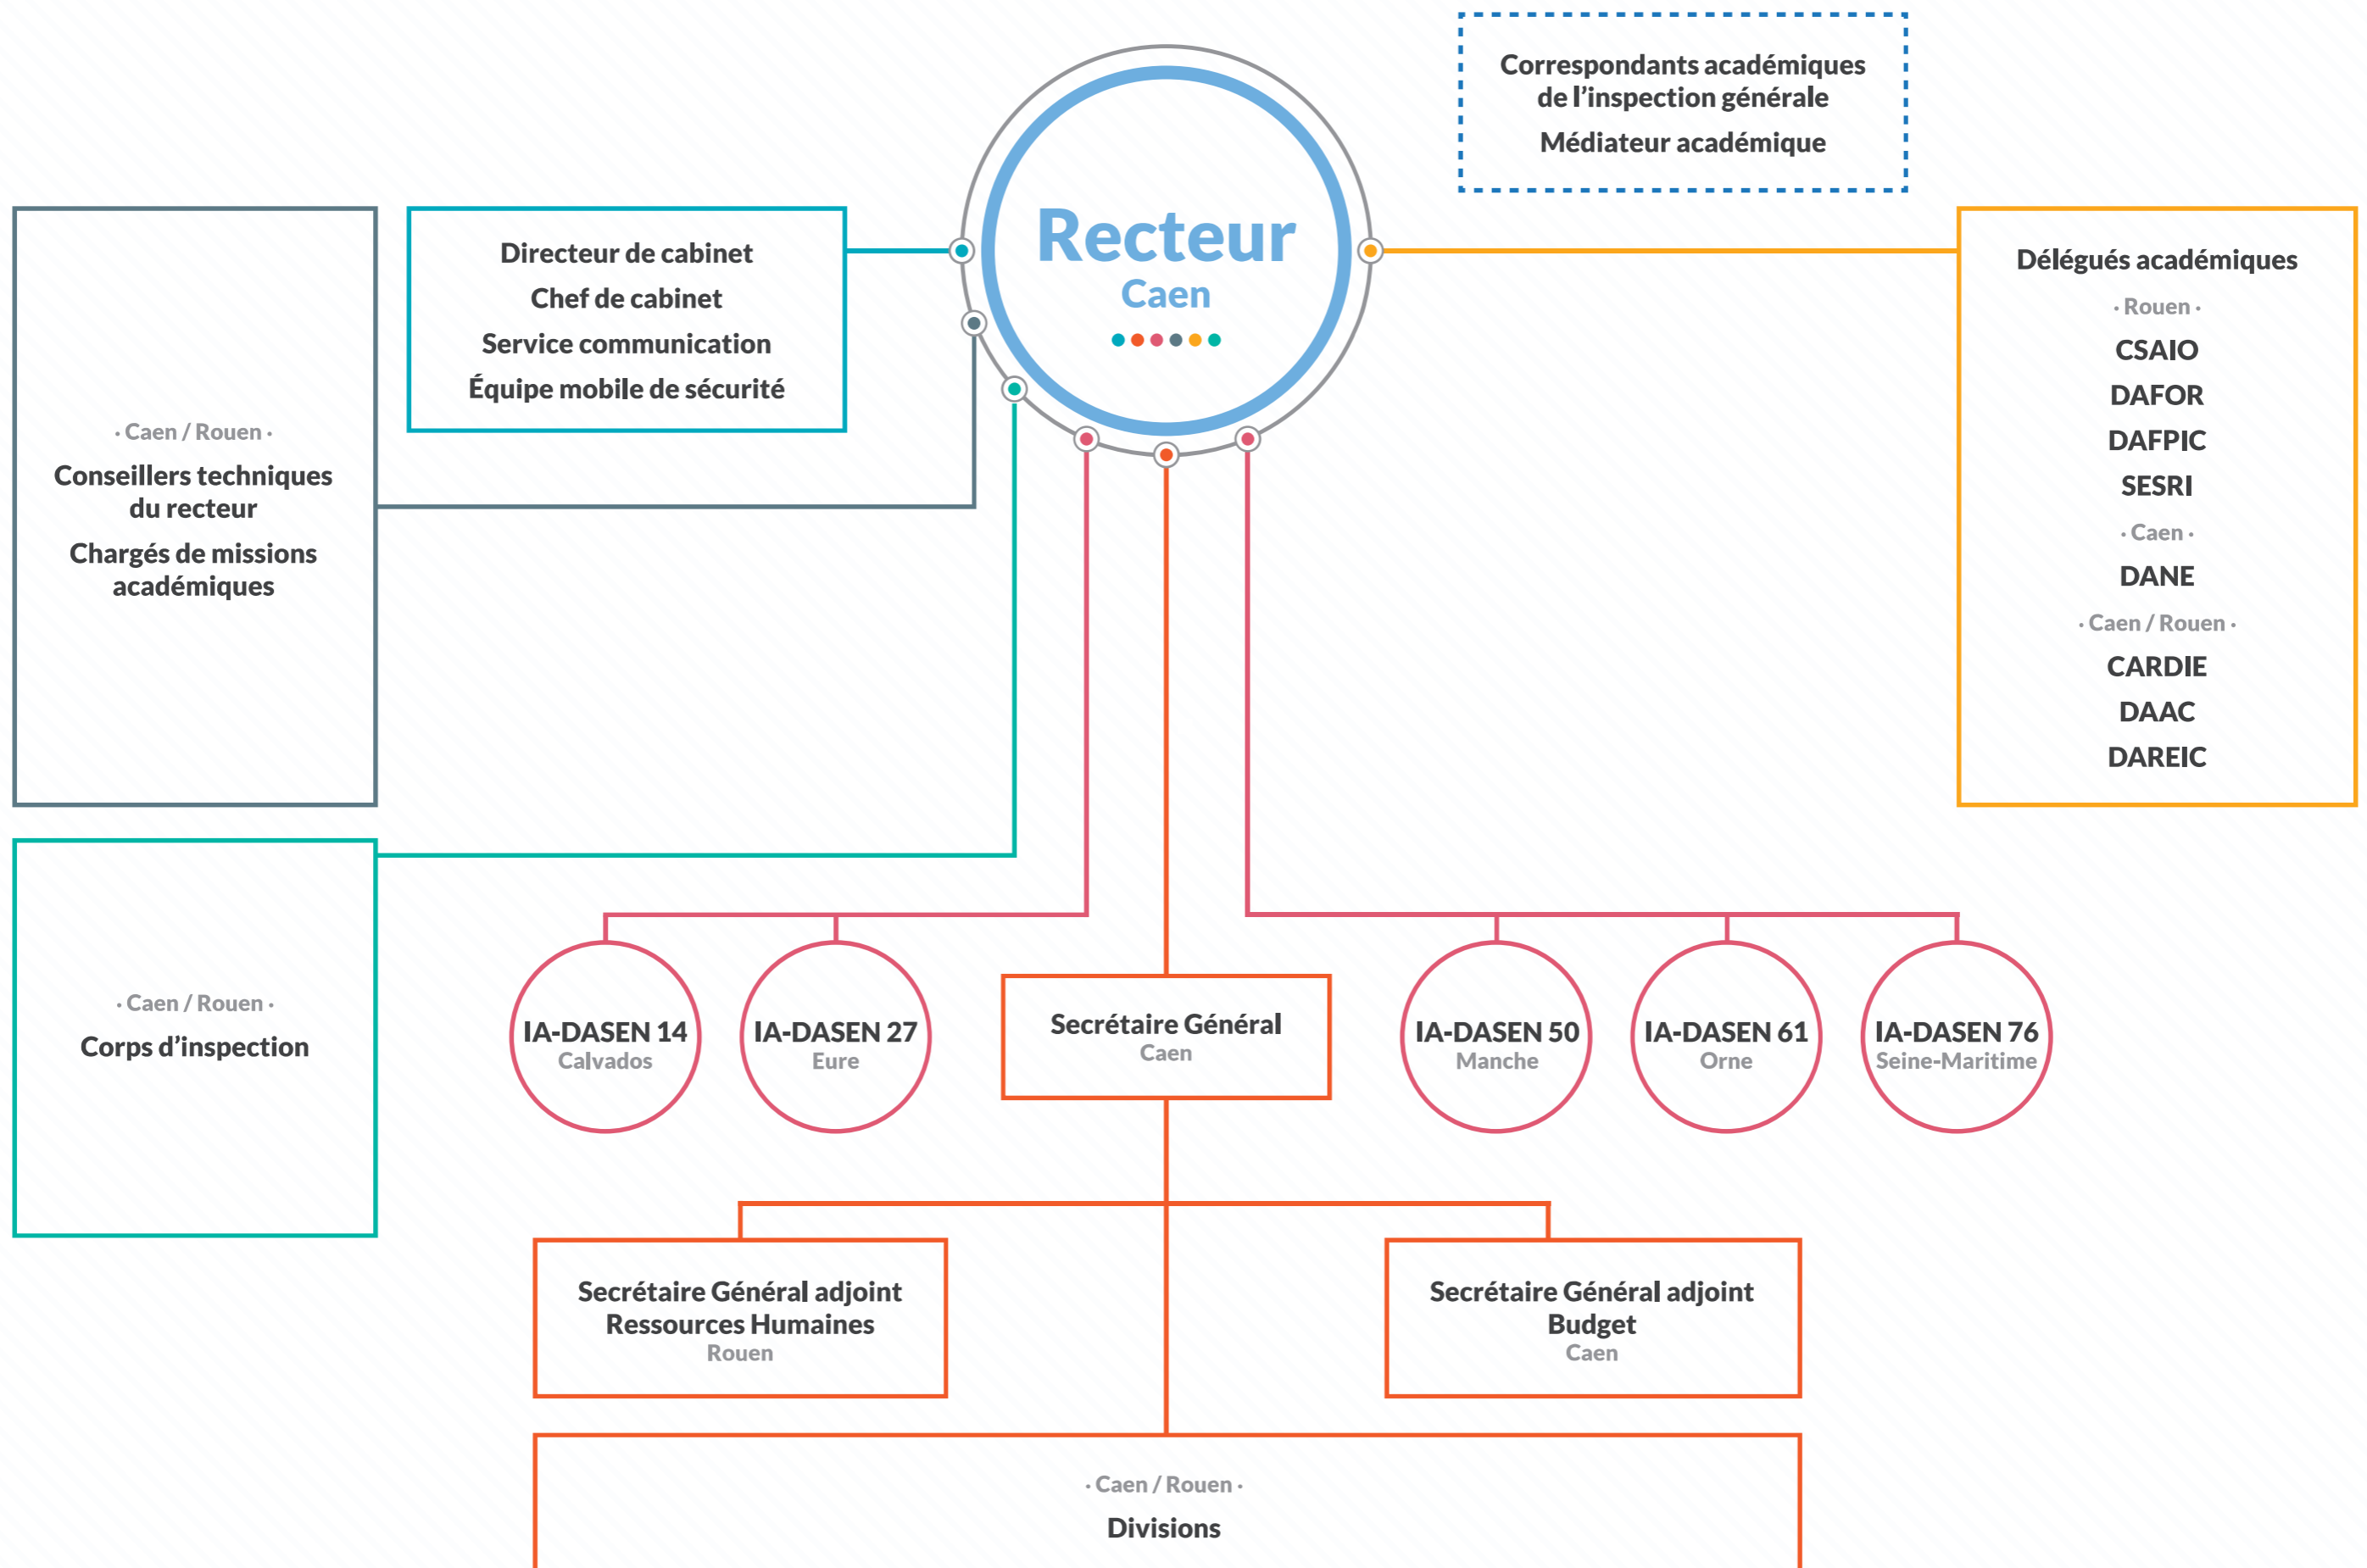 Correspondants académiques
de l’inspection générale
Médiateur académique
Recteur
Caen
Directeur de cabinet
Chef de cabinet
Service communication
Équipe mobile de sécurité
· Caen / Rouen ·
Conseillers techniques
du recteur
Chargés de missions
académiques
Délégués académiques
· Rouen ·
CSAIO
DAFOR
DAFPIC
SESRI
· Caen ·
DANE
· Caen / Rouen ·
CARDIE
DAAC
DAREIC
· Caen / Rouen ·
Corps d’inspection
IA-DASEN 14
Calvados
IA-DASEN 27
Eure
Secrétaire Général
Caen
IA-DASEN 50
Manche
IA-DASEN 61
Orne
IA-DASEN 76
Seine-Maritime
Secrétaire Général adjoint
Ressources Humaines
Rouen
Secrétaire Général adjoint
Budget
Caen
· Caen / Rouen ·
Divisions